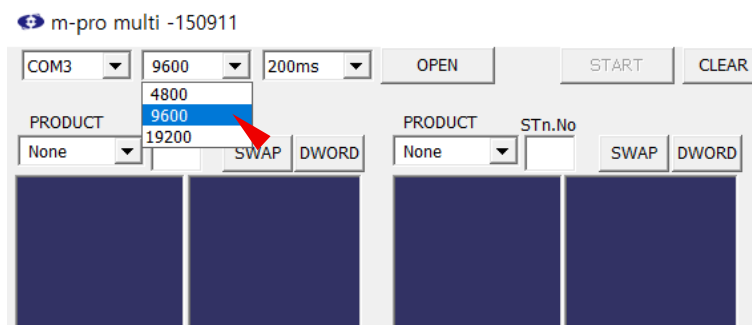 m-pro multi -150911
COM3 9600 200ms OPEN START CLEAR
4800
9600
19200
PRODUCT PRODUCT STn.No
None SWAP DWORD None SWAP DWORD